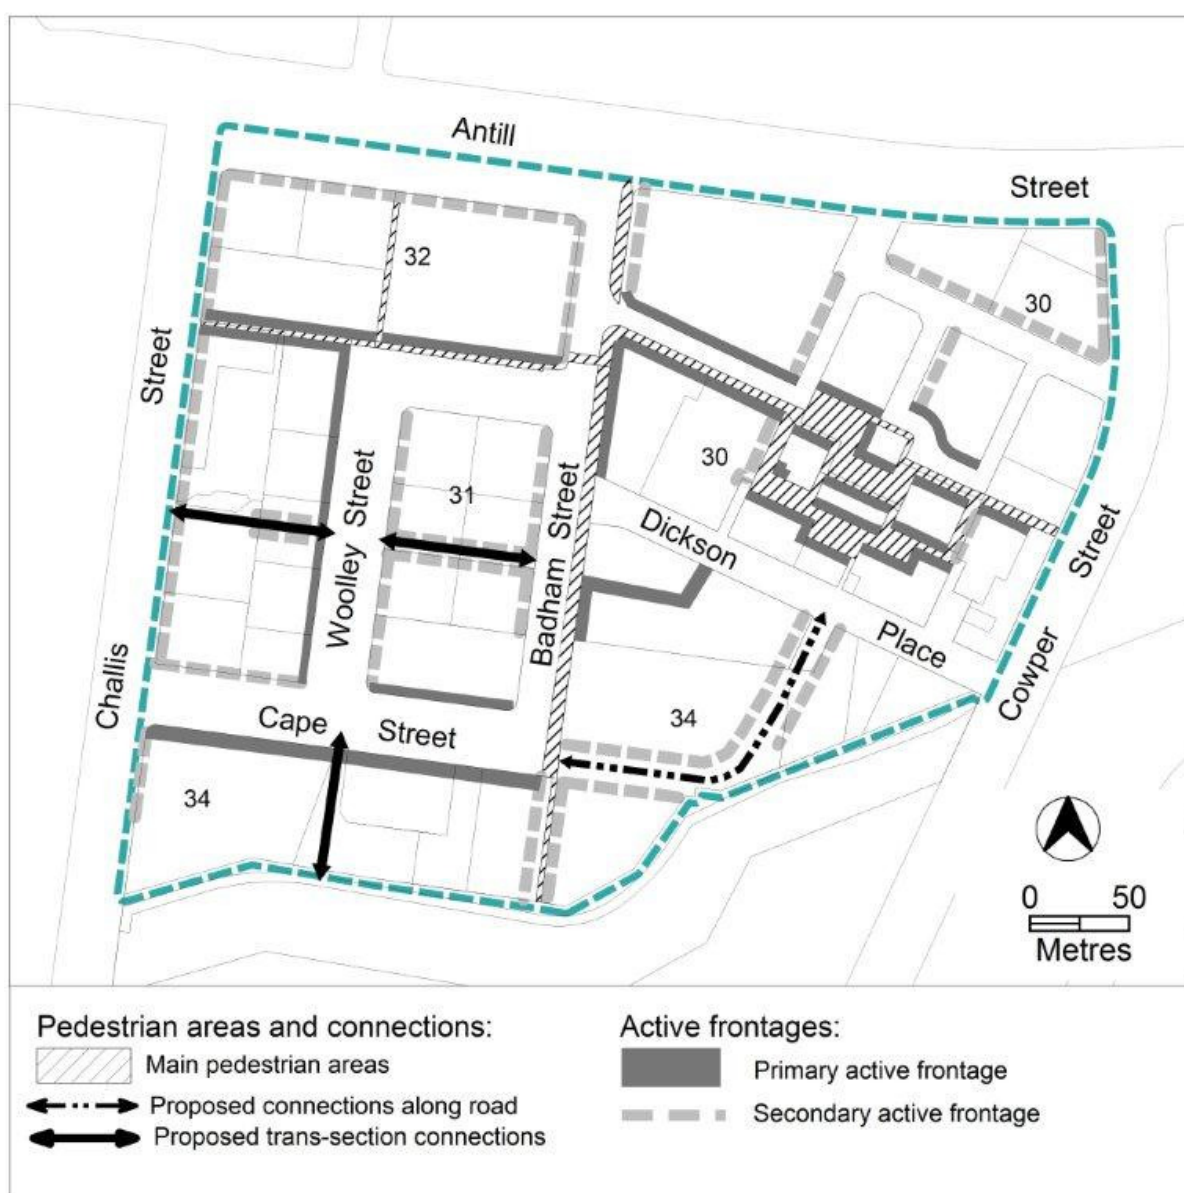 Antill
Street
32
30
Street
30
31
Woolley Street
Badham Street
Dickson
Place
Street
Cowper
Challis
Cape
Street
34
34
0 50
Metres
Pedestrian areas and connections:
Main pedestrian areas
Proposed connections along road
Proposed trans-section connections
Active frontages:
Primary active frontage
Secondary active frontage